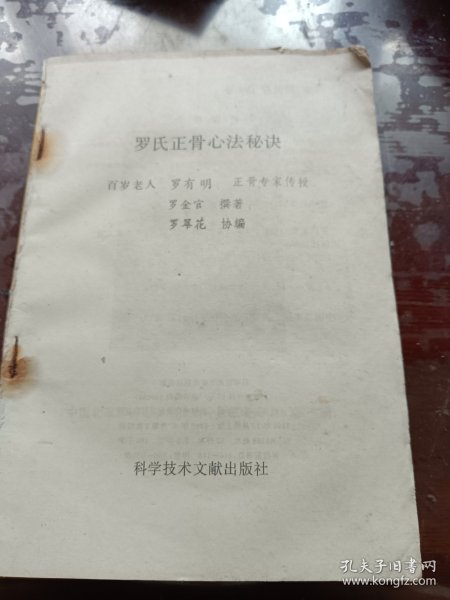 罗氏正骨心法秘诀
百岁老人 罗有明 正骨专家传授
罗金官 撰著
罗翠花 协编
科学技术文献出版社
孔夫子旧书网
www.kongfz.com